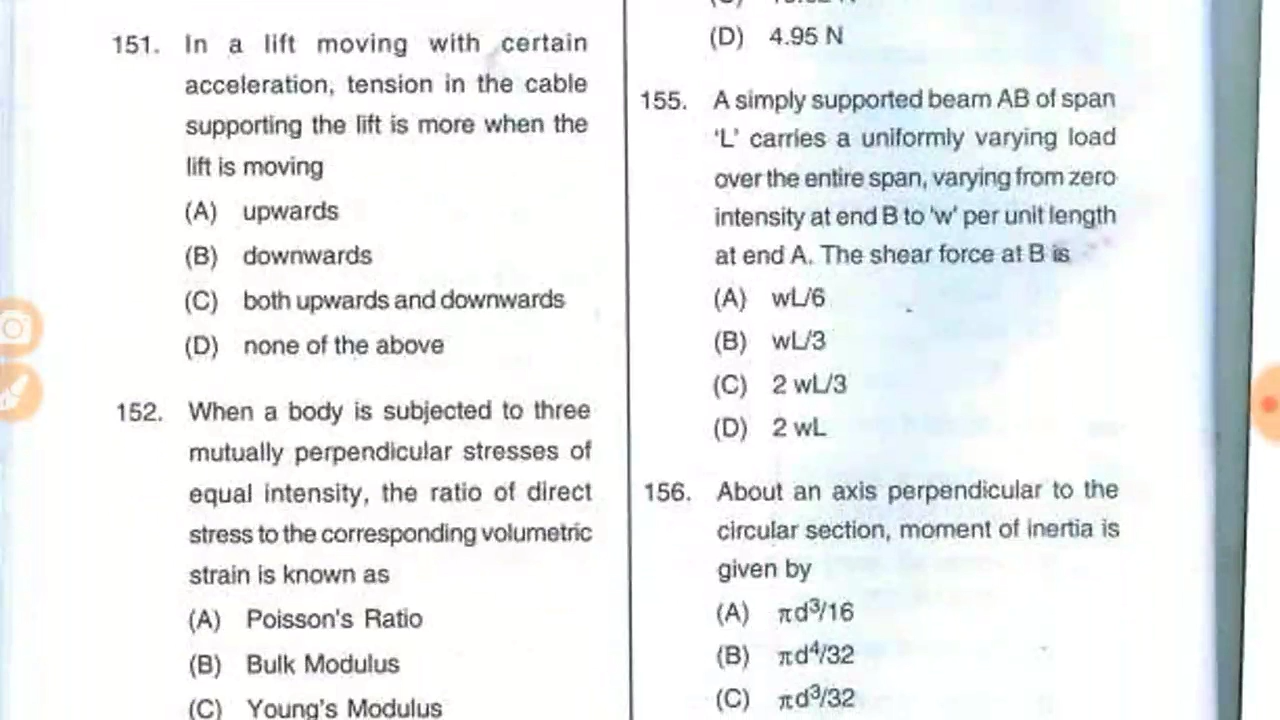 151. In a lift moving with certain
acceleration, tension in the cable
supporting the lift is more when the
lift is moving
(A) upwards
(B) downwards
(C) both upwards and downwards
(D) none of the above
152. When a body is subjected to three
mutually perpendicular stresses of
equal intensity, the ratio of direct
stress to the corresponding volumetric
strain is known as
(A) Poisson's Ratio
(B) Bulk Modulus
(C) Young's Modulus
(D) 4.95 N
155. A simply supported beam AB of span
'L' carries a uniformly varying load
over the entire span, varying from zero
intensity at end B to 'w' per unit length
at end A. The shear force at B is
(A) wL/6
(B) wL/3
(C) 2 wL/3
(D) 2 wL
156. About an axis perpendicular to the
circular section, moment of inertia is
given by
(A) πd³/16
(B) πd⁴/32
(C) πd³/32